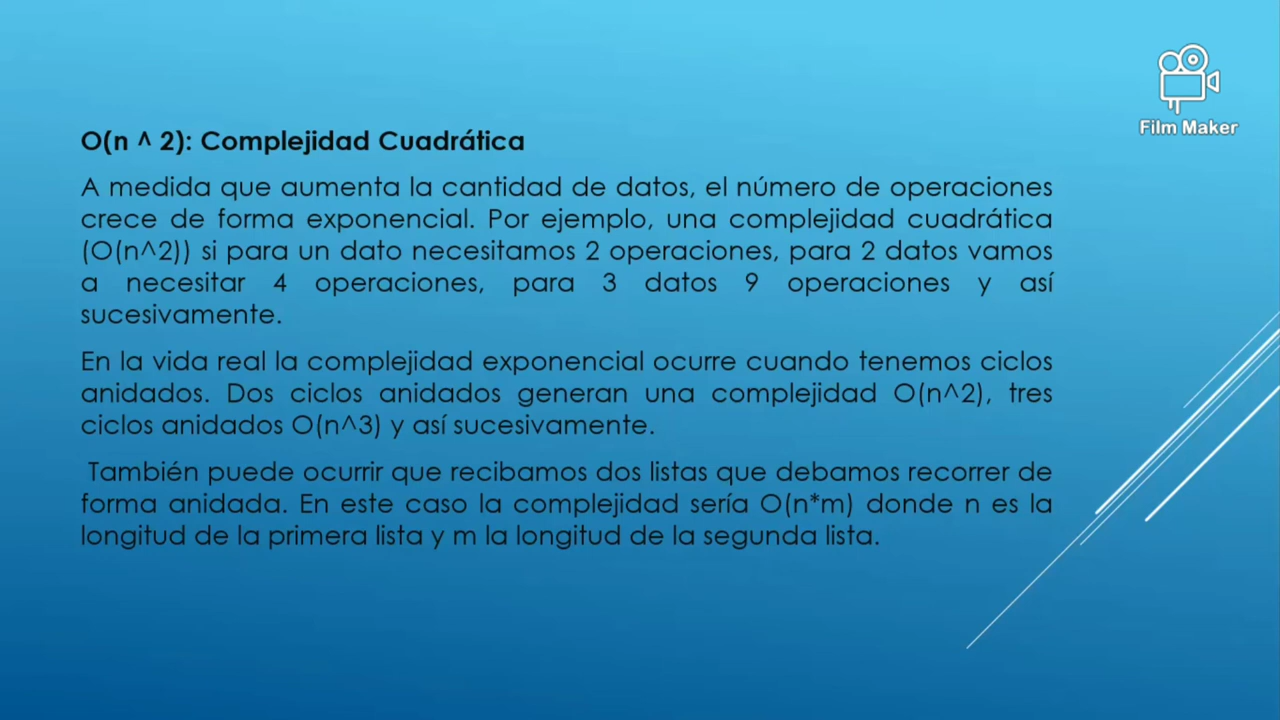 Film Maker
O(n ^ 2): Complejidad Cuadrática
A medida que aumenta la cantidad de datos, el número de operaciones
crece de forma exponencial. Por ejemplo, una complejidad cuadrática
(O(n^2)) si para un dato necesitamos 2 operaciones, para 2 datos vamos
a necesitar 4 operaciones, para 3 datos 9 operaciones y así
sucesivamente.
En la vida real la complejidad exponencial ocurre cuando tenemos ciclos
anidados. Dos ciclos anidados generan una complejidad O(n^2), tres
ciclos anidados O(n^3) y así sucesivamente.
También puede ocurrir que recibamos dos listas que debamos recorrer de
forma anidada. En este caso la complejidad sería O(n*m) donde n es la
longitud de la primera lista y m la longitud de la segunda lista.